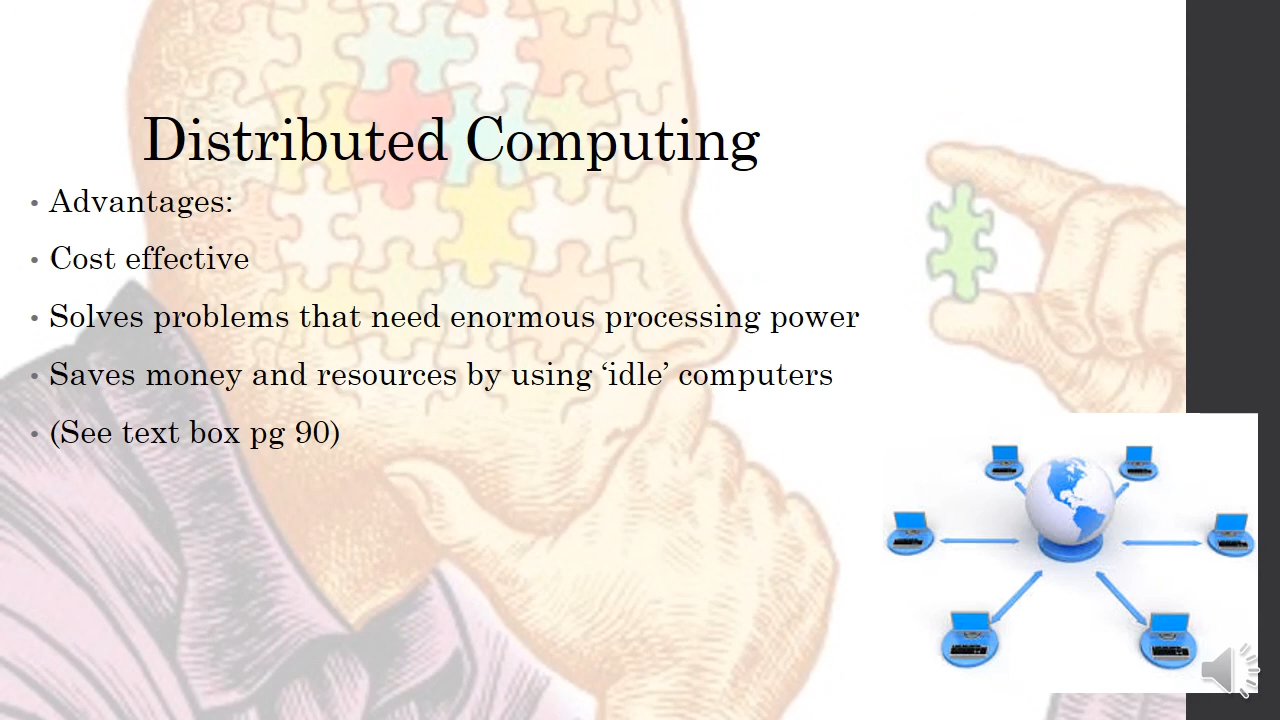 Distributed Computing
• Advantages:
• Cost effective
• Solves problems that need enormous processing power
• Saves money and resources by using ‘idle’ computers
• (See text box pg 90)